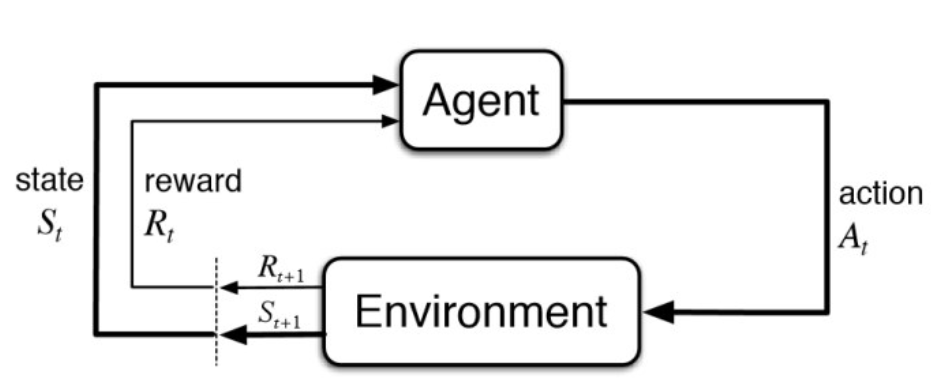 Agent
state
S_t
reward
R_t
action
A_t
R_{t+1}
S_{t+1}
Environment